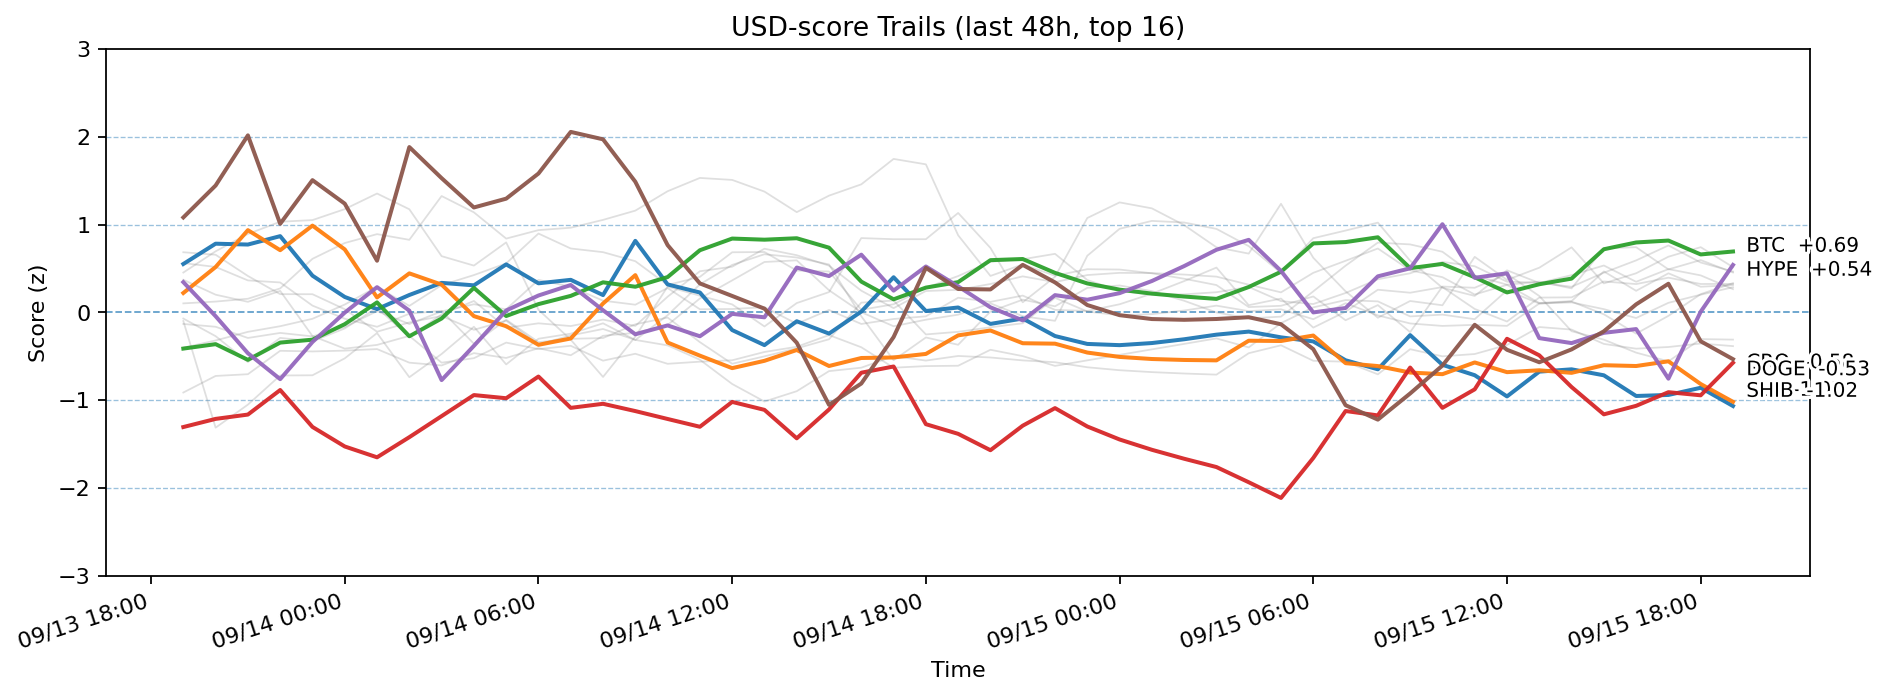 USD-score Trails (last 48h, top 16)
Score (z)
3
2
1
0
−1
−2
−3
BTC +0.69
HYPE +0.54
DOGE -0.53
SHIB -1.02
09/13 18:00
09/14 00:00
09/14 06:00
09/14 12:00
09/14 18:00
09/15 00:00
09/15 06:00
09/15 12:00
09/15 18:00
Time